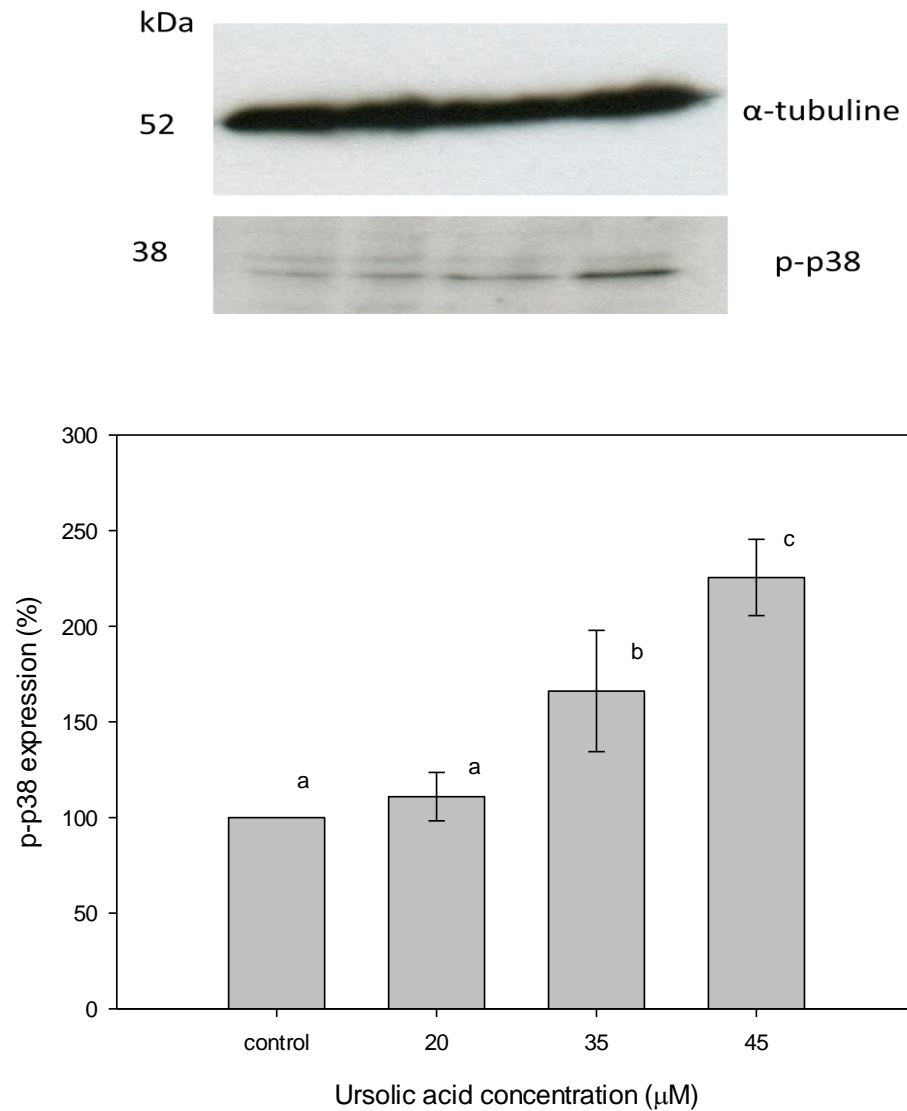 kDa
52
α-tubuline
38
p-p38
300
250
200
150
100
50
0
p-p38 expression (%)
a
a
b
c
control
20
35
45
Ursolic acid concentration (μM)